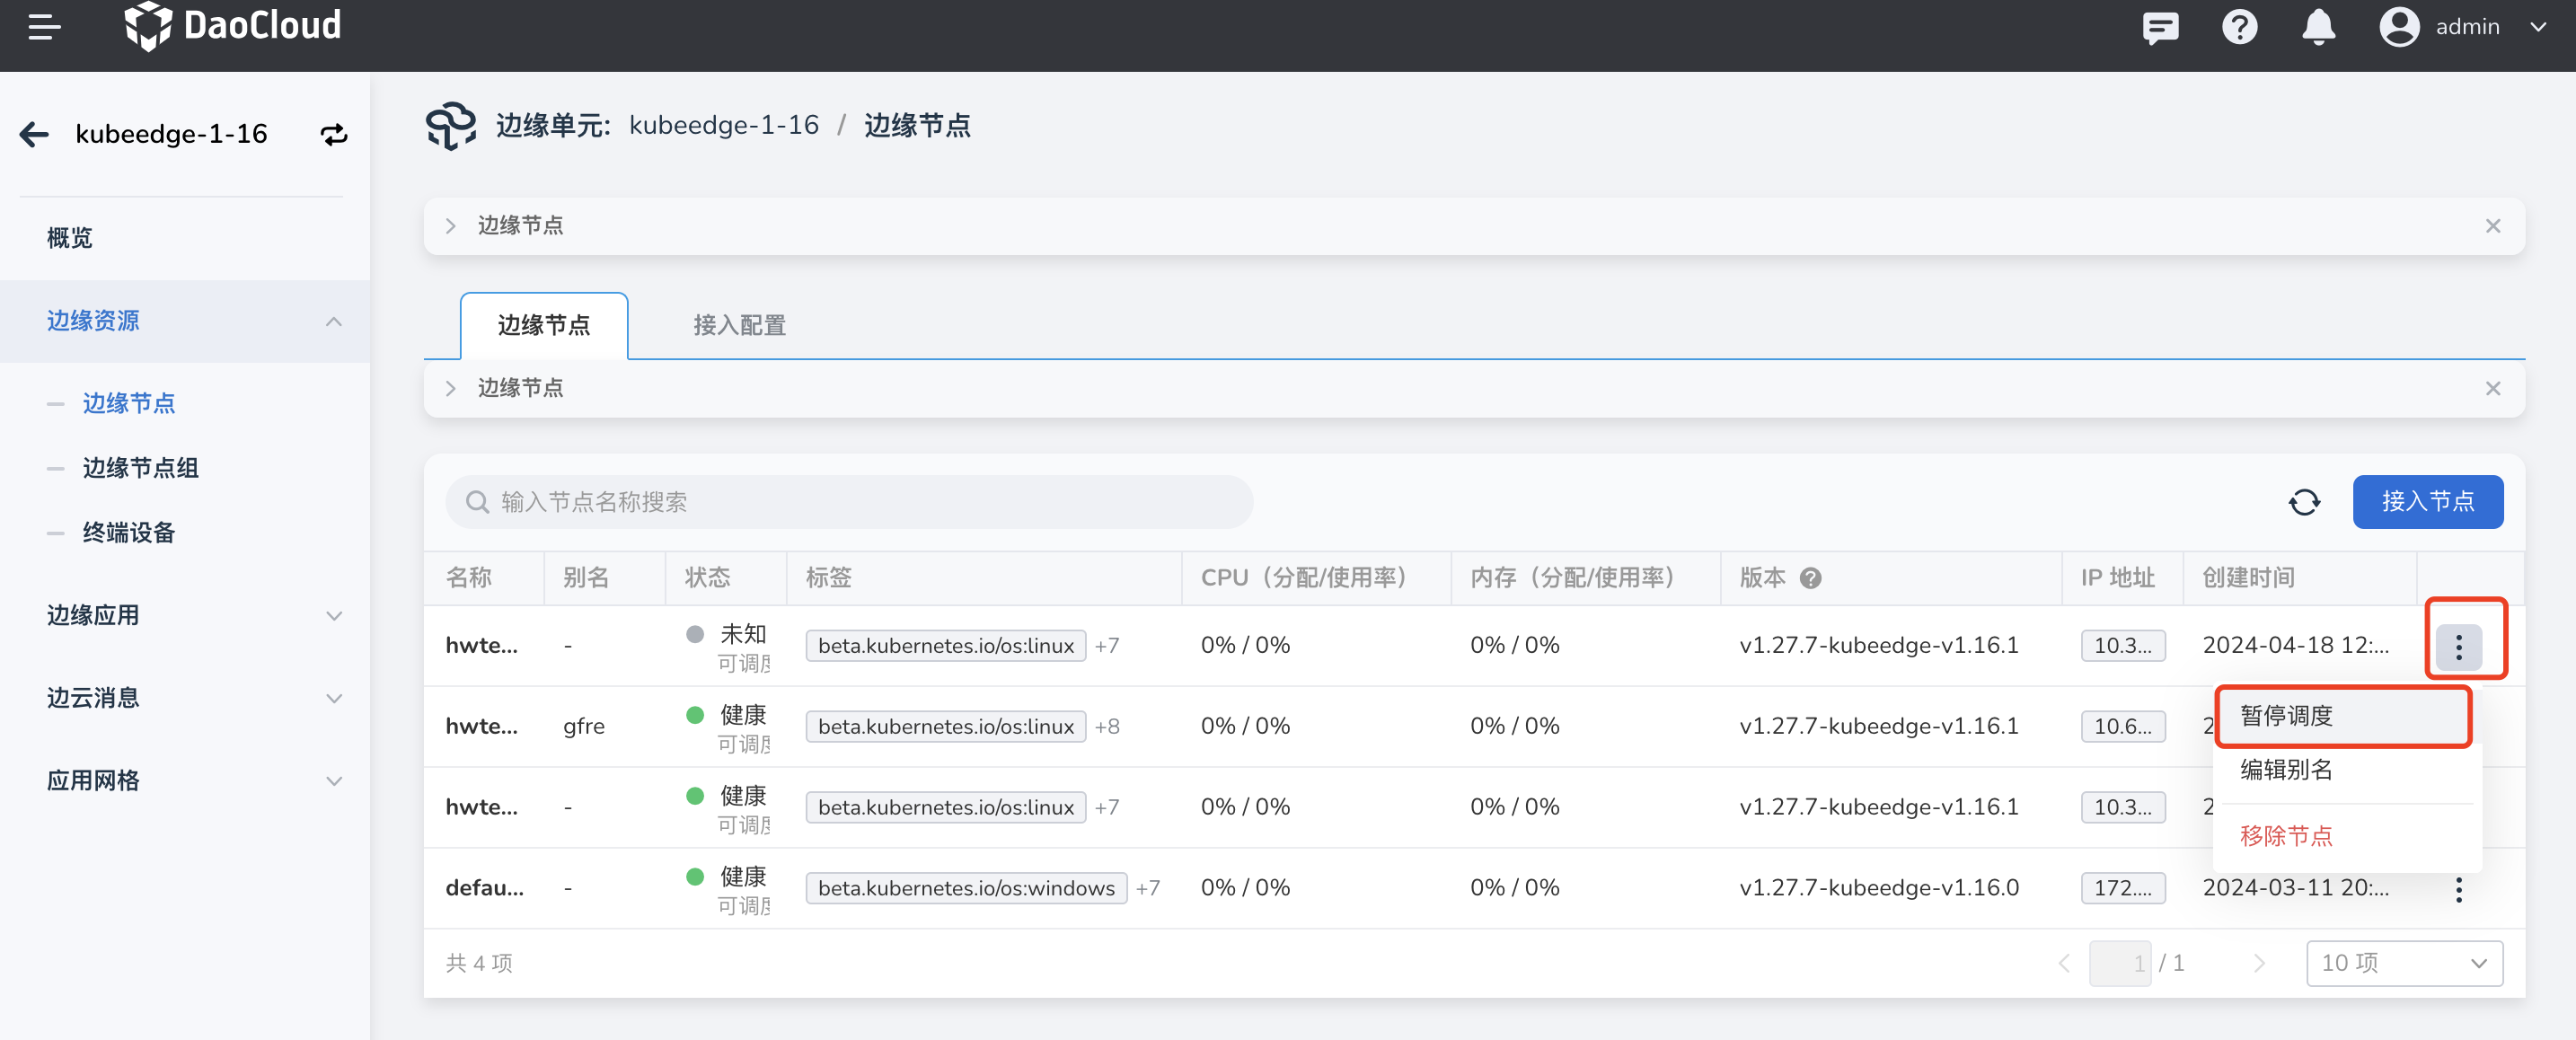 DaoCloud
admin
kubeedge-1-16
概览
边缘资源
边缘节点
边缘节点组
终端设备
边缘应用
边云消息
应用网格
边缘单元: kubeedge-1-16 / 边缘节点
边缘节点
边缘节点 接入配置
边缘节点
输入节点名称搜索 接入节点
名称 别名 状态 标签 CPU（分配/使用率） 内存（分配/使用率） 版本 IP 地址 创建时间
hwte... - 未知 beta.kubernetes.io/os:linux +7 0% / 0% 0% / 0% v1.27.7-kubeedge-v1.16.1 10.3... 2024-04-18 12:...
可调度
hwte... gfre 健康 beta.kubernetes.io/os:linux +8 0% / 0% 0% / 0% v1.27.7-kubeedge-v1.16.1 10.6... 2
可调度
hwte... - 健康 beta.kubernetes.io/os:linux +7 0% / 0% 0% / 0% v1.27.7-kubeedge-v1.16.1 10.3... 2
可调度
defau... - 健康 beta.kubernetes.io/os:windows +7 0% / 0% 0% / 0% v1.27.7-kubeedge-v1.16.0 172.... 2024-03-11 20:...
可调度
暂停调度
编辑别名
移除节点
共 4 项 1 / 1 10 项